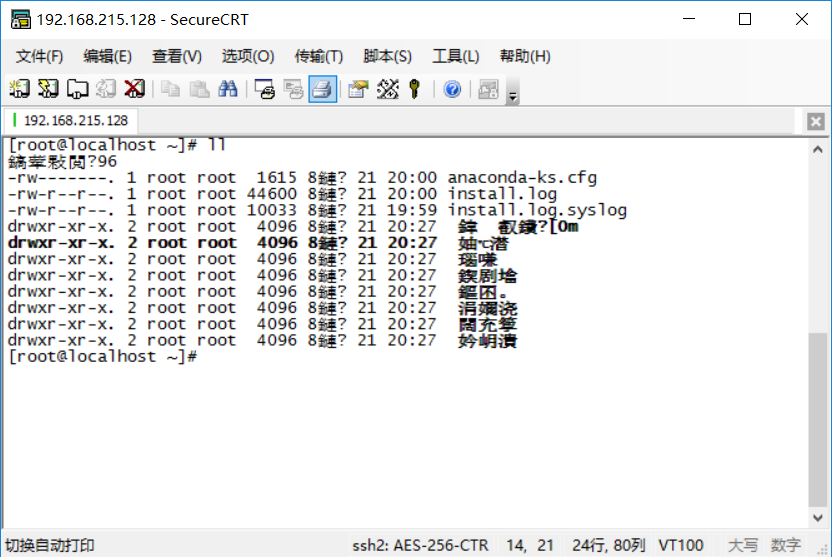 192.168.215.128 - SecureCRT
文件(F) 编辑(E) 查看(V) 选项(O) 传输(T) 脚本(S) 工具(L) 帮助(H)
192.168.215.128
[root@localhost ~]# ll
鎬荤敤閲?96
-rw-------. 1 root root  1615 8鏈? 21 20:00 anaconda-ks.cfg
-rw-r--r--. 1 root root 44600 8鏈? 21 20:00 install.log
-rw-r--r--. 1 root root 10033 8鏈? 21 19:59 install.log.syslog
drwxr-xr-x. 2 root root  4096 8鏈? 21 20:27 鍏  叡鐨?[0m
drwxr-xr-x. 2 root root  4096 8鏈? 21 20:27 妯℃澘
drwxr-xr-x. 2 root root  4096 8鏈? 21 20:27 瑙嗛
drwxr-xr-x. 2 root root  4096 8鏈? 21 20:27 鍥剧墖
drwxr-xr-x. 2 root root  4096 8鏈? 21 20:27 鏂囨。
drwxr-xr-x. 2 root root  4096 8鏈? 21 20:27 涓嬭浇
drwxr-xr-x. 2 root root  4096 8鏈? 21 20:27 闊充箰
drwxr-xr-x. 2 root root  4096 8鏈? 21 20:27 妗岄潰
[root@localhost ~]#
切换自动打印 ssh2: AES-256-CTR 14, 21 24行, 80列 VT100 大写 数字